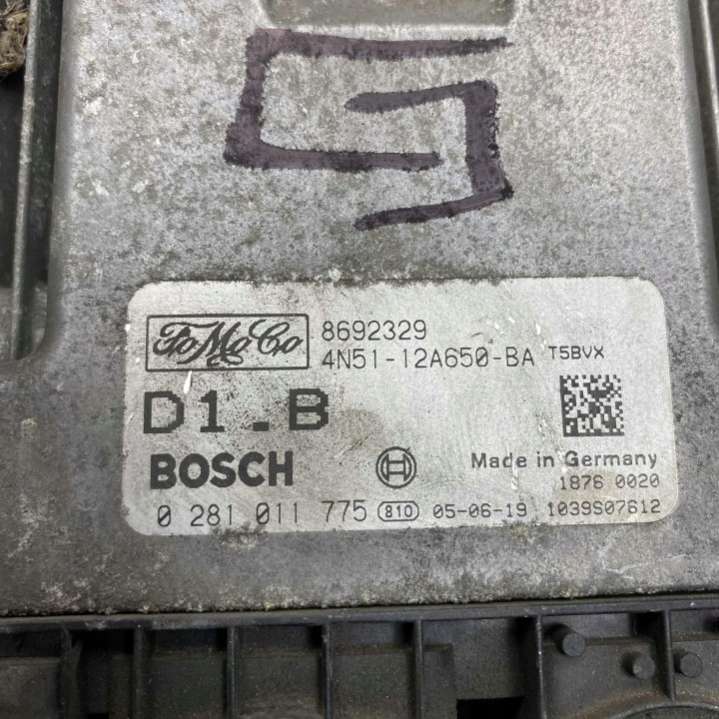 FoMoCo
8692329
4N51-12A650-BA T5BVX
D1.B
BOSCH
Made in Germany
1876 0020
0 281 011 775 810 05-06-19 1039S07612